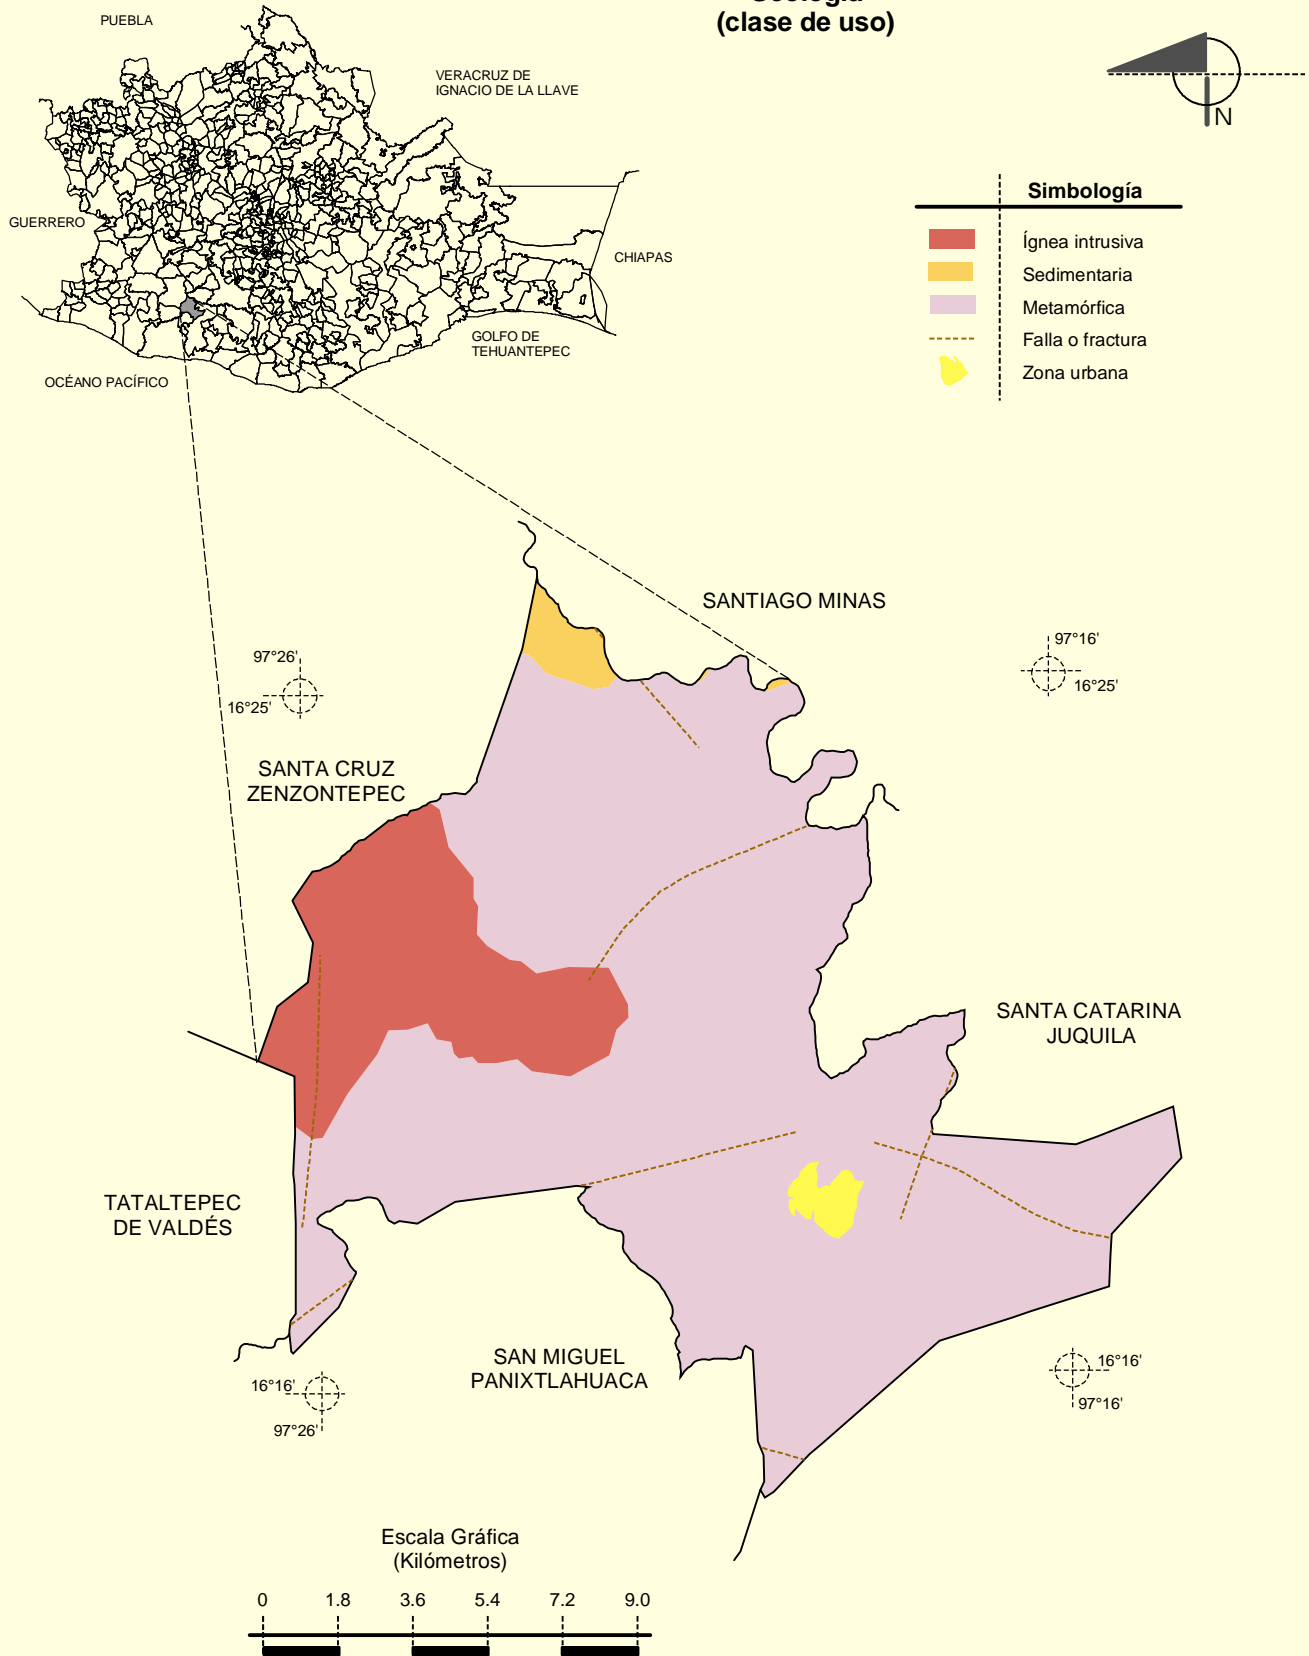 Geología
(clase de uso)
PUEBLA
VERACRUZ DE
IGNACIO DE LA LLAVE
GUERRERO
CHIAPAS
GOLFO DE
TEHUANTEPEC
OCÉANO PACÍFICO
N
Simbología
Ígnea intrusiva
Sedimentaria
Metamórfica
Falla o fractura
Zona urbana
SANTIAGO MINAS
97°26'
16°25'
97°16'
16°25'
SANTA CRUZ
ZENZONTEPEC
SANTA CATARINA
JUQUILA
TATALTEPEC
DE VALDÉS
SAN MIGUEL
PANIXTLAHUACA
16°16'
97°26'
16°16'
97°16'
Escala Gráfica
(Kilómetros)
0 1.8 3.6 5.4 7.2 9.0